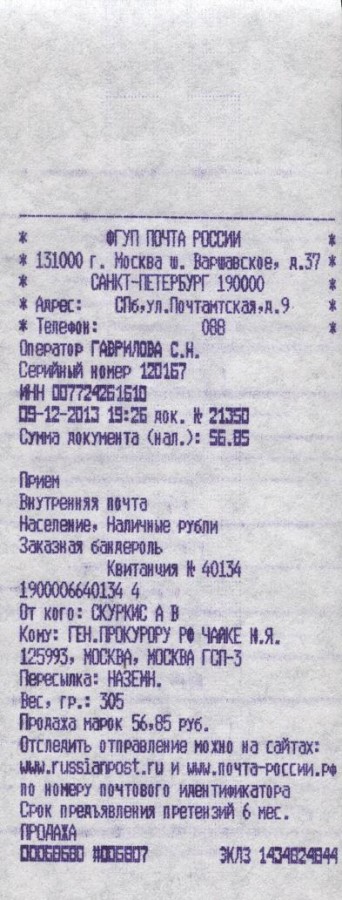 * ФГУП ПОЧТА РОССИИ *
* 131000 г. Москва ш. Варшавское, д.37 *
* САНКТ-ПЕТЕРБУРГ 190000 *
* Адрес: СПб,ул.Почтамтская,д.9 *
* Телефон: 088 *
Оператор ГАВРИЛОВА С.Н.
Серийный номер 120167
ИНН 007724261610
09-12-2013 19:26 док. № 21350
Сумма документа (нал.): 56.85
Прием
Внутренняя почта
Население, Наличные рубли
Заказная бандероль
Квитанция № 40134
1900006640134 4
От кого: СКУРКИС А В
Кому: ГЕН.ПРОКУРОРУ РФ ЧАЙКЕ Ю.Я.
125993, МОСКВА, МОСКВА ГСП-3
Пересылка: НАЗЕМН.
Вес, гр.: 305
Продажа марок 56,85 руб.
Отследить отправление можно на сайтах:
www.russianpost.ru и www.почта-россии.рф
по номеру почтового идентификатора
Срок предъявления претензий 6 мес.
ПРОДАЖА
00068680 #006807 ЭКЛЗ 1434824844